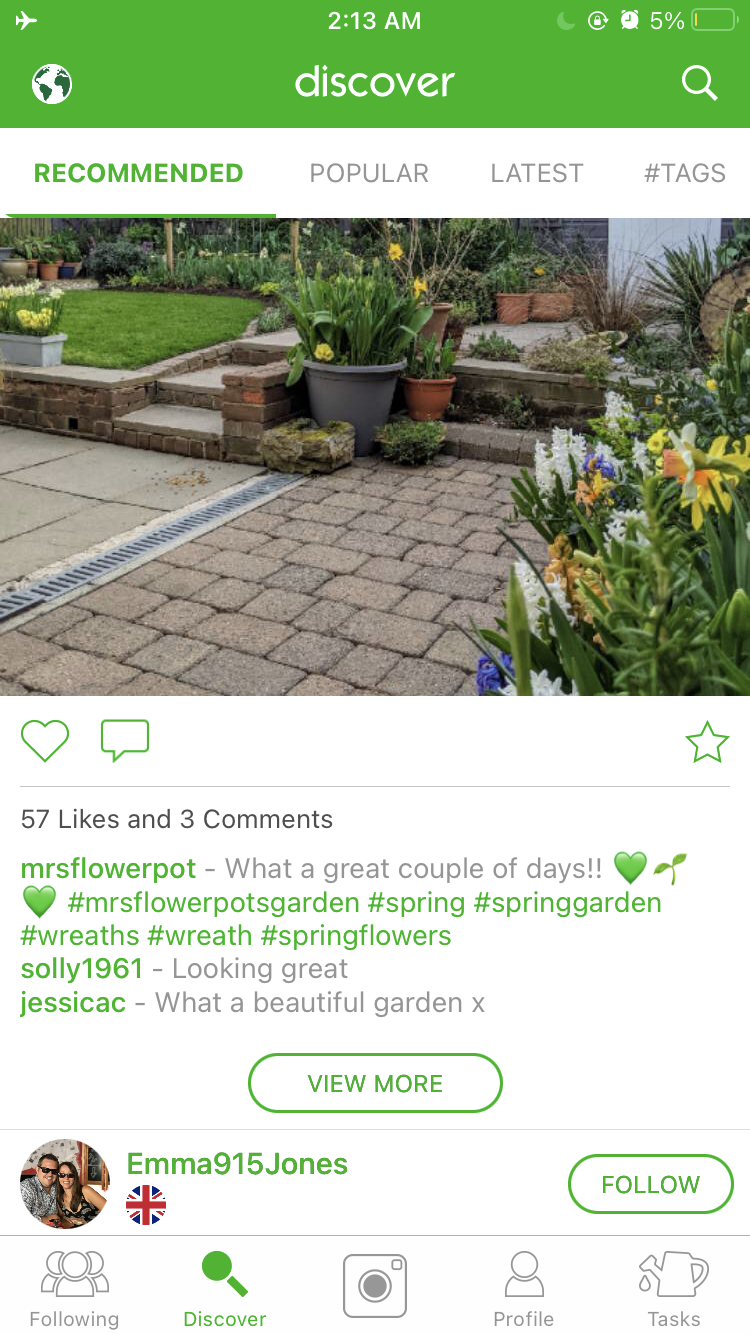 2:13 AM 5%
discover
RECOMMENDED POPULAR LATEST #TAGS
57 Likes and 3 Comments
mrsflowerpot - What a great couple of days!! 💚🌱
💚 #mrsflowerpotsgarden #spring #springgarden
#wreaths #wreath #springflowers
solly1961 - Looking great
jessicac - What a beautiful garden x
VIEW MORE
Emma915Jones
FOLLOW
Following Discover Profile Tasks